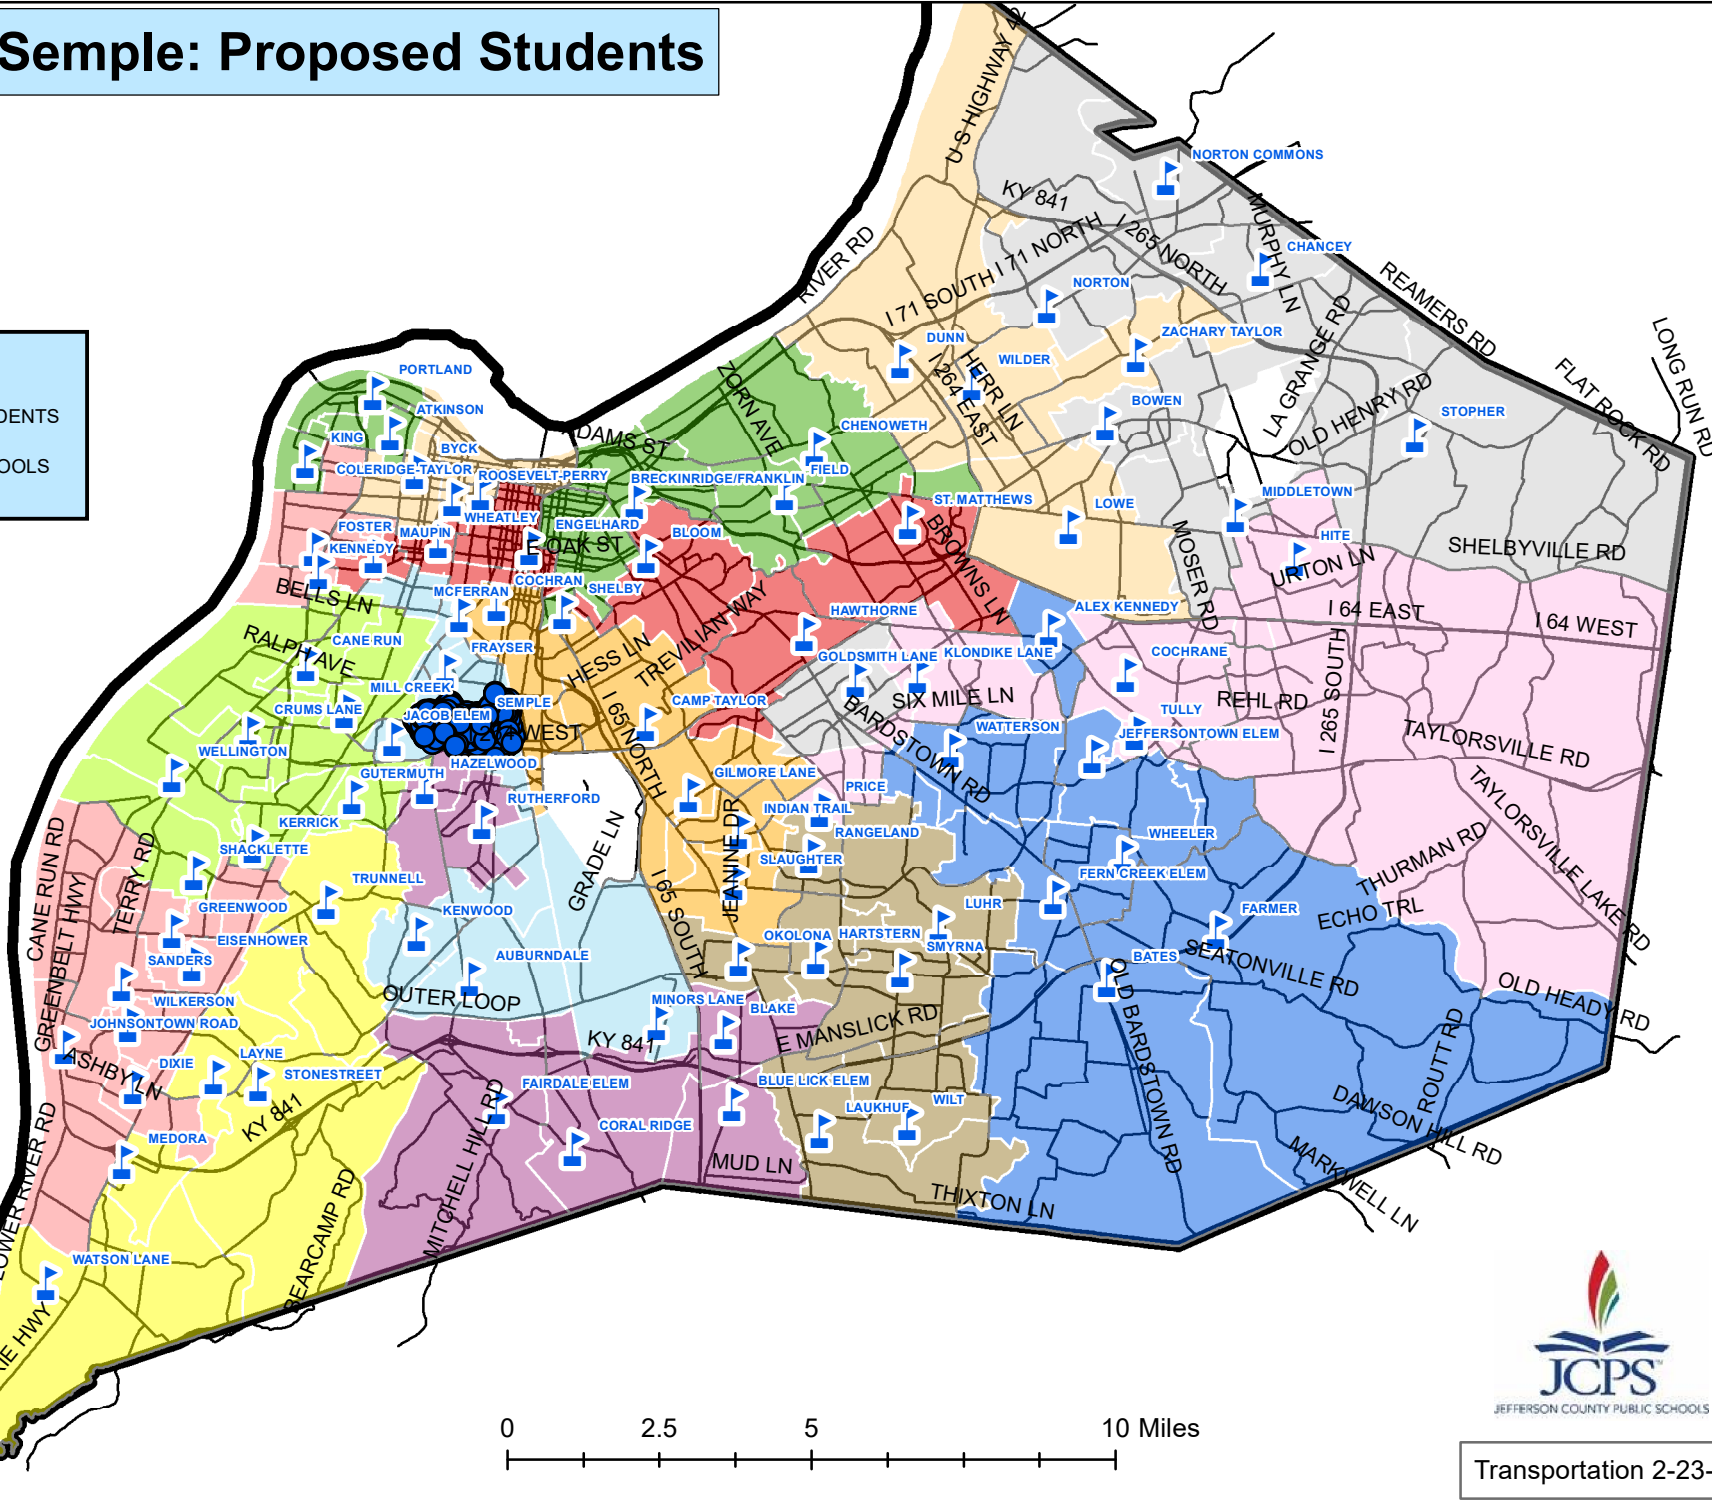 Semple: Proposed Students
DENTS
OOLS
U S HIGHWAY 42
NORTON COMMONS
KY 841
I 265 NORTH
MURPHY LN
CHANCEY
RIVER RD
I 71 NORTH
I 71 SOUTH
NORTON
REAMERS RD
LA GRANGE RD
LONG RUN RD
ZACHARY TAYLOR
DUNN
WILDER
HERR LN
I 264 EAST
FLAT ROCK RD
PORTLAND
ZORN AVE
BOWEN
OLD HENRY RD
STOPHER
ATKINSON
KING
BYCK
ADAMS ST
CHENOWETH
COLERIDGE-TAYLOR
ROOSEVELT-PERRY
BRECKINRIDGE/FRANKLIN
FIELD
ST. MATTHEWS
LOWE
MIDDLETOWN
FOSTER
MAUPIN
WHEATLEY
ENGELHARD
BLOOM
BROWNS LN
MOSER RD
HITE
KENNEDY
E OAK ST
URTON LN
SHELBYVILLE RD
BELLS LN
MCFERRAN
COCHRAN
SHELBY
TREVILIAN WAY
HAWTHORNE
ALEX KENNEDY
I 64 EAST
I 64 WEST
RALPH AVE
CANE RUN
FRAYSER
HESS LN
GOLDSMITH LANE
KLONDIKE LANE
COCHRANE
MILL CREEK
CRUMS LANE
JACOB ELEM
SEMPLE
CAMP TAYLOR
SIX MILE LN
REHL RD
I 265 SOUTH
WEST
I 65 NORTH
BARDSTOWN RD
WATTERSON
TULLY
JEFFERSONTOWN ELEM
TAYLORSVILLE RD
WELLINGTON
HAZELWOOD
GUTERMUTH
GILMORE LANE
PRICE
RUTHERFORD
INDIAN TRAIL
RANGELAND
TAYLORSVILLE LAKE RD
CANE RUN RD
KERRICK
SHACKLETTE
TERRY RD
GRADE LN
JEANINE DR
SLAUGHTER
WHEELER
THURMAN RD
FERN CREEK ELEM
GREENBELT HWY
TRUNNELL
GREENWOOD
KENWOOD
I 65 SOUTH
LUHR
FARMER
ECHO TRL
EISENHOWER
OKOLONA
HARTSTERN
SMYRNA
SANDERS
AUBURNDALE
BATES
SEATONVILLE RD
OLD HEADY RD
WILKERSON
OUTER LOOP
MINORS LANE
BLAKE
JOHNSONTOWN ROAD
KY 841
E MANSLICK RD
OLD BARDSTOWN RD
ROUTT RD
ASHBY LN
DIXIE
LAYNE
STONESTREET
FAIRDALE ELEM
BLUE LICK ELEM
LAUKHUF
WILT
DAWSON HILL RD
KY 841
CORAL RIDGE
MEDORA
MITCHELL HILL RD
MUD LN
MARKWELL LN
LOWER RIVER RD
BEARCAMP RD
THIXTON LN
WATSON LANE
IE HWY
JCPS
JEFFERSON COUNTY PUBLIC SCHOOLS
0 2.5 5 10 Miles
Transportation 2-23-